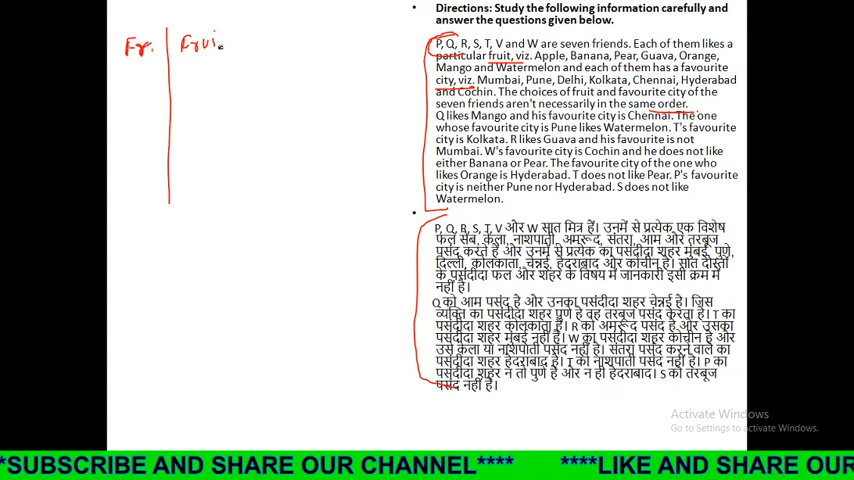 Directions: Study the following information carefully and
answer the questions given below.
Fr. Frui
P, Q, R, S, T, V and W are seven friends. Each of them likes a
particular fruit, viz. Apple, Banana, Pear, Guava, Orange,
Mango and Watermelon and each of them has a favourite
city, viz. Mumbai, Pune, Delhi, Kolkata, Chennai, Hyderabad
and Cochin. The choices of fruit and favourite city of the
seven friends aren't necessarily in the same order.
Q likes Mango and his favourite city is Chennai. The one
whose favourite city is Pune likes Watermelon. T's favourite
city is Kolkata. R likes Guava and his favourite is not
Mumbai. W's favourite city is Cochin and he does not like
either Banana or Pear. The favourite city of the one who
likes Orange is Hyderabad. T does not like Pear. P's favourite
city is neither Pune nor Hyderabad. S does not like
Watermelon.
P, Q, R, S, T, V और W सात मित्र हैं। उनमें से प्रत्येक एक विशेष
फल सेब, केला, नाशपाती, अमरूद, संतरा, आम और तरबूज
पसंद करते हैं और उनमें से प्रत्येक का पसंदीदा शहर मुंबई, पुणे,
दिल्ली, कोलकाता, चेन्नई, हैदराबाद और कोचीन है। सात दोस्तों
के पसंदीदा फल और शहर के विषय में जानकारी इसी क्रम में
नहीं है।
Q को आम पसंद है और उनका पसंदीदा शहर चेन्नई है। जिस
व्यक्ति का पसंदीदा शहर पुणे है वह तरबूज पसंद करता है। T का
पसंदीदा शहर कोलकाता है। R को अमरूद पसंद है और उसका
पसंदीदा शहर मुंबई नहीं है। W का पसंदीदा शहर कोचीन है और
उसे केला या नाशपाती पसंद नहीं है। संतरा पसंद करने वाले का
पसंदीदा शहर हैदराबाद है। T को नाशपाती पसंद नहीं है। P का
पसंदीदा शहर न तो पुणे है और न ही हैदराबाद। S को तरबूज
पसंद नहीं है।
Activate Windows
Go to Settings to activate Windows.
*SUBSCRIBE AND SHARE OUR CHANNEL**** ****LIKE AND SHARE OUR